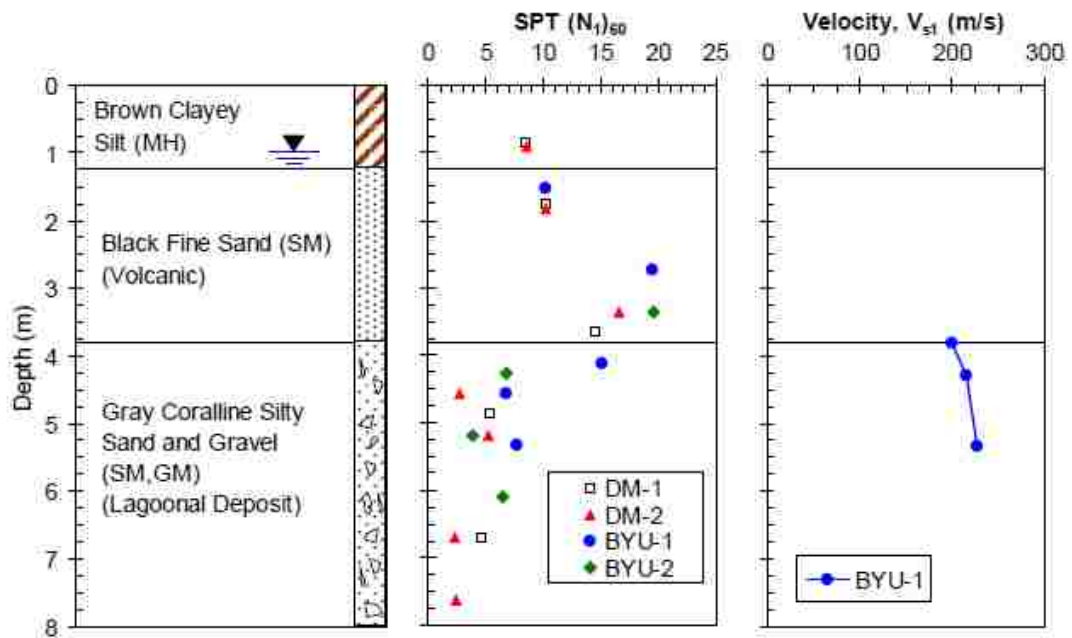 SPT (N₁)₆₀
0 5 10 15 20 25
Velocity, Vₛ₁ (m/s)
0 100 200 300
Depth (m)
0
1
2
3
4
5
6
7
8
Brown Clayey
Silt (MH)
Black Fine Sand (SM)
(Volcanic)
Gray Coralline Silty
Sand and Gravel
(SM,GM)
(Lagoonal Deposit)
DM-1
DM-2
BYU-1
BYU-2
BYU-1